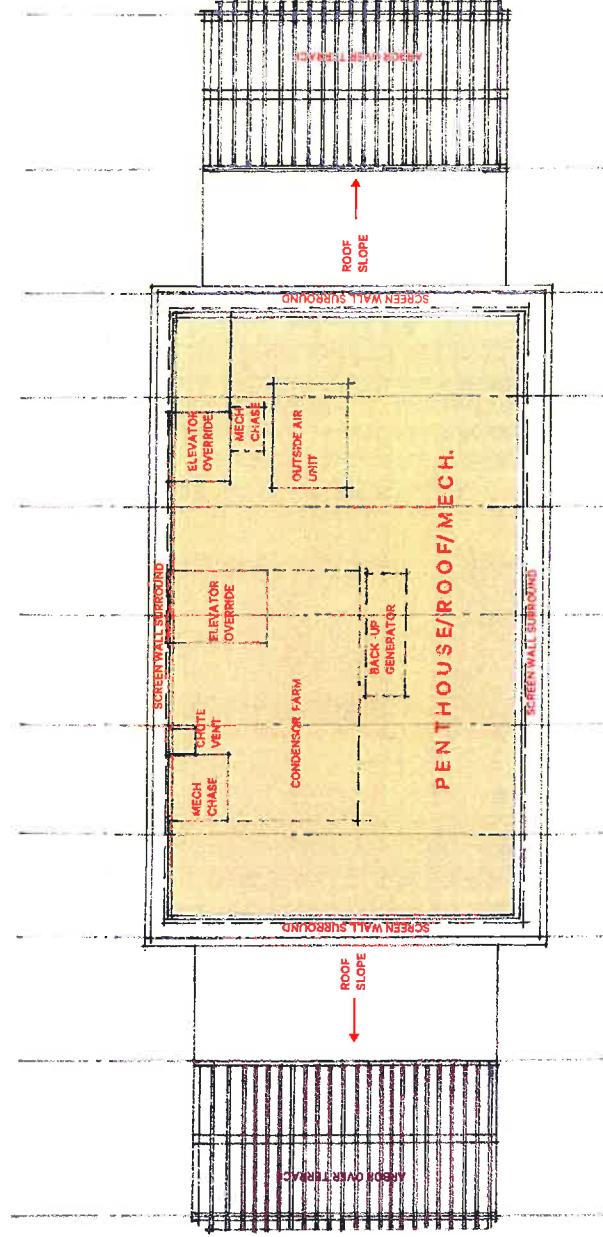 ARBOR OVER TERRACE
ROOF
SLOPE
SCREEN WALL SURROUND
ELEVATOR
OVERRIDE
MECH
CHASE
OUTSIDE AIR
UNIT
SCREEN WALL SURROUND
ELEVATOR
OVERRIDE
BACK-UP
GENERATOR
PENTHOUSE/ROOF/MECH.
SCREEN WALL SURROUND
CHUTE
VENT
MECH
CHASE
CONDENSOR FARM
SCREEN WALL SURROUND
ROOF
SLOPE
ARBOR OVER TERRACE